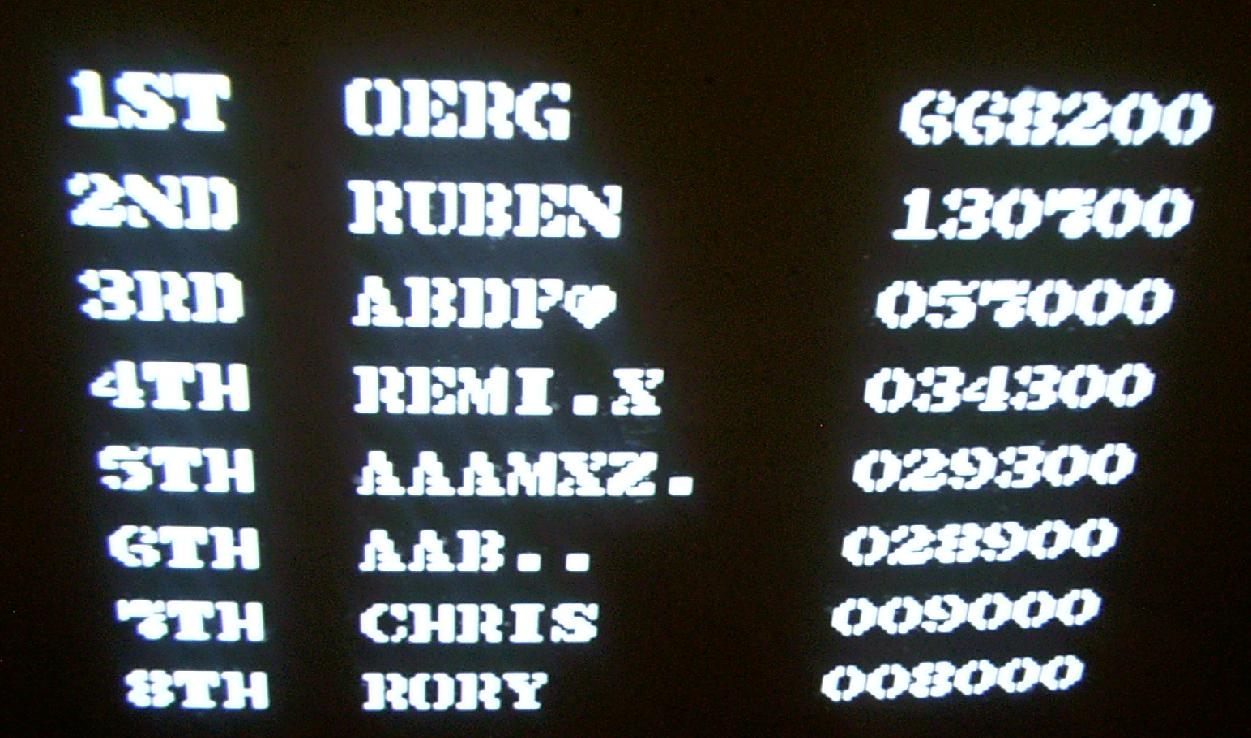 1ST OERG 668200
2ND RUBEN 130700
3RD ABDP♥ 057000
4TH REMI.X 034300
5TH AAAMXZ. 029300
6TH AAB.. 028900
7TH CHRIS 009000
8TH RORY 008000